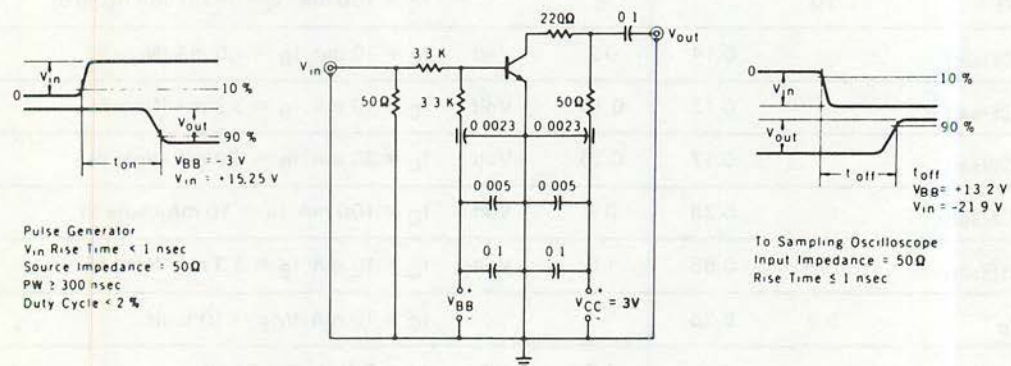 V_in
0
10 %
V_out
90 %
t_on
V_BB = -3 V
V_in = +15.25 V
Pulse Generator
V_in Rise Time < 1 nsec
Source Impedance = 50Ω
PW ≥ 300 nsec
Duty Cycle < 2 %
220Ω
0 1
V_out
V_in
3 3 K
50Ω
3 3 K
50Ω
0 0023
0 0023
0 005
0 005
0 1
0 1
+
V_BB
-
+
V_CC = 3V
-
0
V_in
10 %
V_out
90 %
t off
t off
V_BB = +13 2 V
V_in = -21 9 V
To Sampling Oscilloscope
Input Impedance = 50Ω
Rise Time ≤ 1 nsec